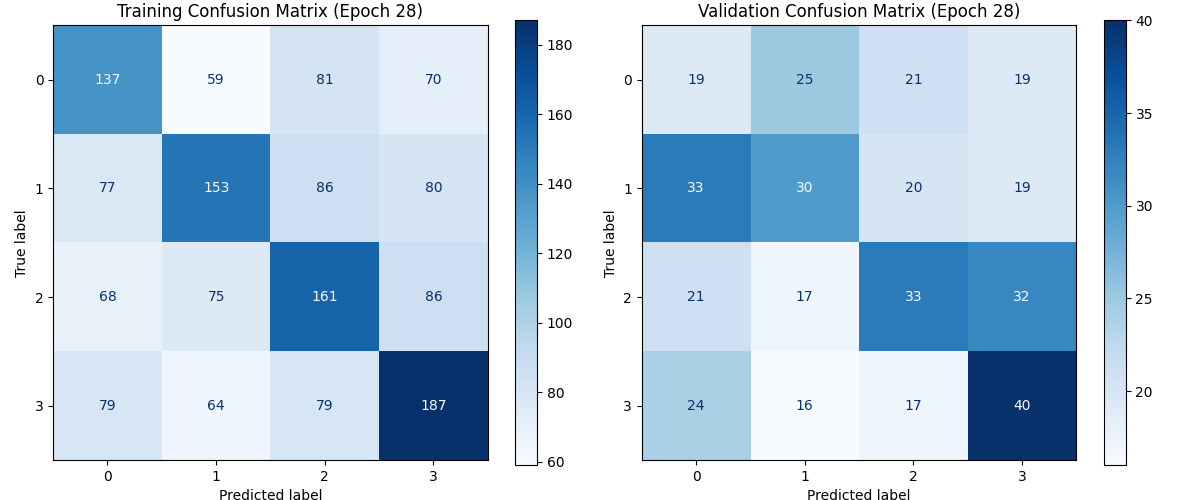 Training Confusion Matrix (Epoch 28)
0 137 59 81 70
1 77 153 86 80
2 68 75 161 86
3 79 64 79 187
0 1 2 3
True label
Predicted label
180
160
140
120
100
80
60
Validation Confusion Matrix (Epoch 28)
0 19 25 21 19
1 33 30 20 19
2 21 17 33 32
3 24 16 17 40
0 1 2 3
True label
Predicted label
40
35
30
25
20